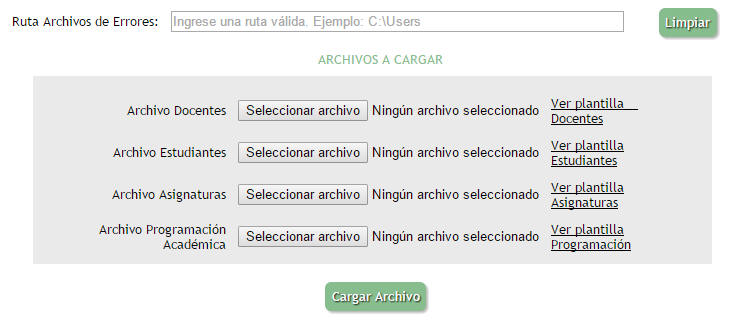 Ruta Archivos de Errores: Ingrese una ruta válida. Ejemplo: C:\Users Limpiar
ARCHIVOS A CARGAR
Archivo Docentes Seleccionar archivo Ningún archivo seleccionado Ver plantilla
Docentes
Archivo Estudiantes Seleccionar archivo Ningún archivo seleccionado Ver plantilla
Estudiantes
Archivo Asignaturas Seleccionar archivo Ningún archivo seleccionado Ver plantilla
Asignaturas
Archivo Programación
Académica Seleccionar archivo Ningún archivo seleccionado Ver plantilla
Programación
Cargar Archivo